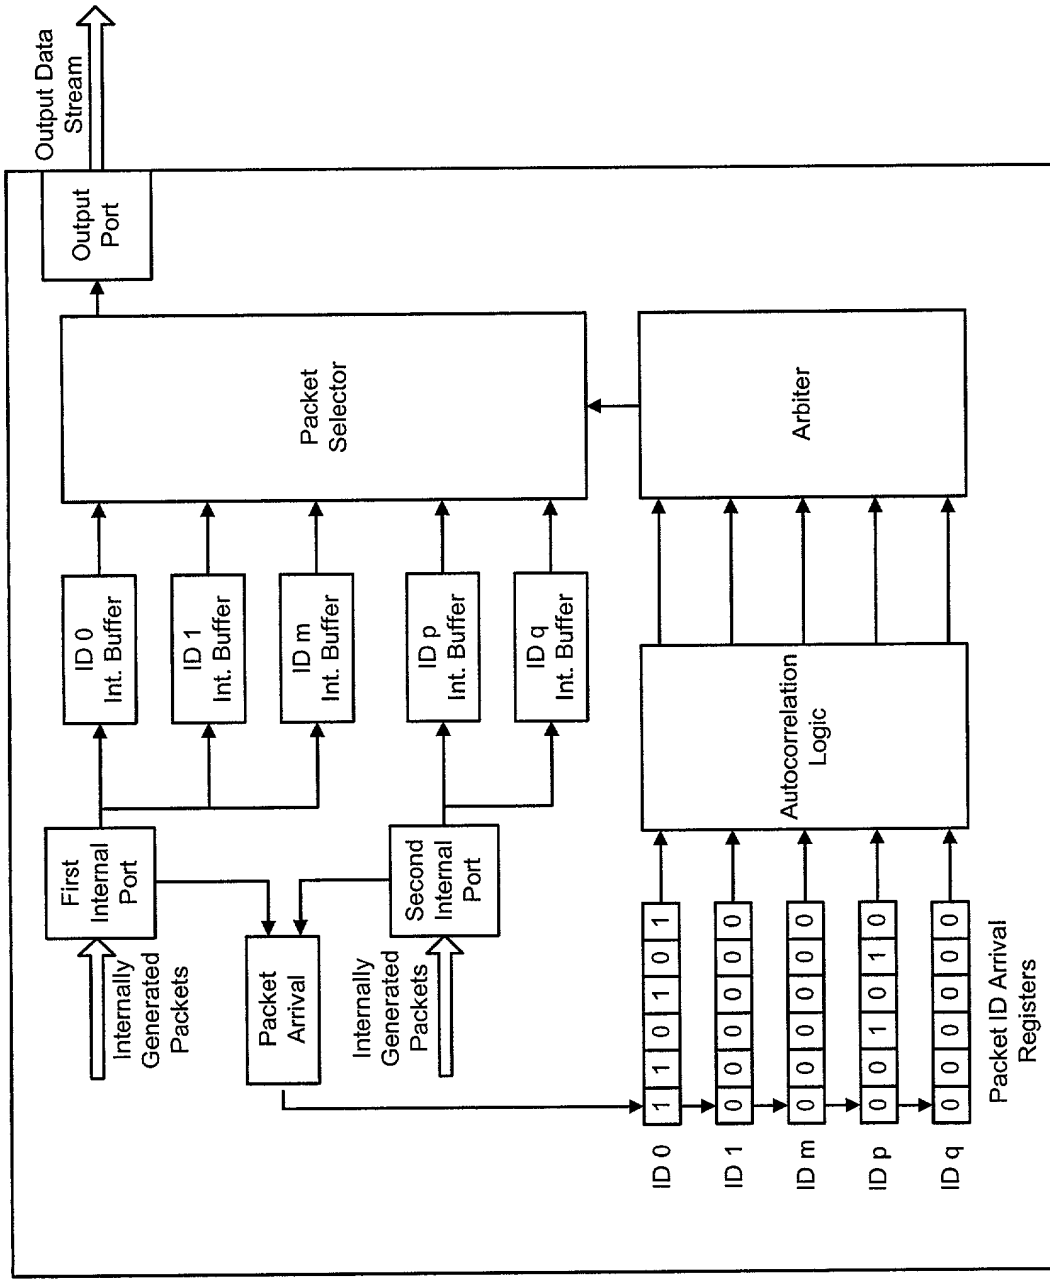 Internally
Generated
Packets
First
Internal
Port
ID 0
Int. Buffer
ID 1
Int. Buffer
ID m
Int. Buffer
Packet
Arrival
Internally
Generated
Packets
Second
Internal
Port
ID p
Int. Buffer
ID q
Int. Buffer
Packet
Selector
Output
Port
Output Data
Stream
ID 0
1 1 0 1 0 1
ID 1
0 0 0 0 0 0
ID m
0 0 0 0 0 0
ID p
0 0 1 0 1 0
ID q
0 0 0 0 0 0
Packet ID Arrival
Registers
Autocorrelation
Logic
Arbiter